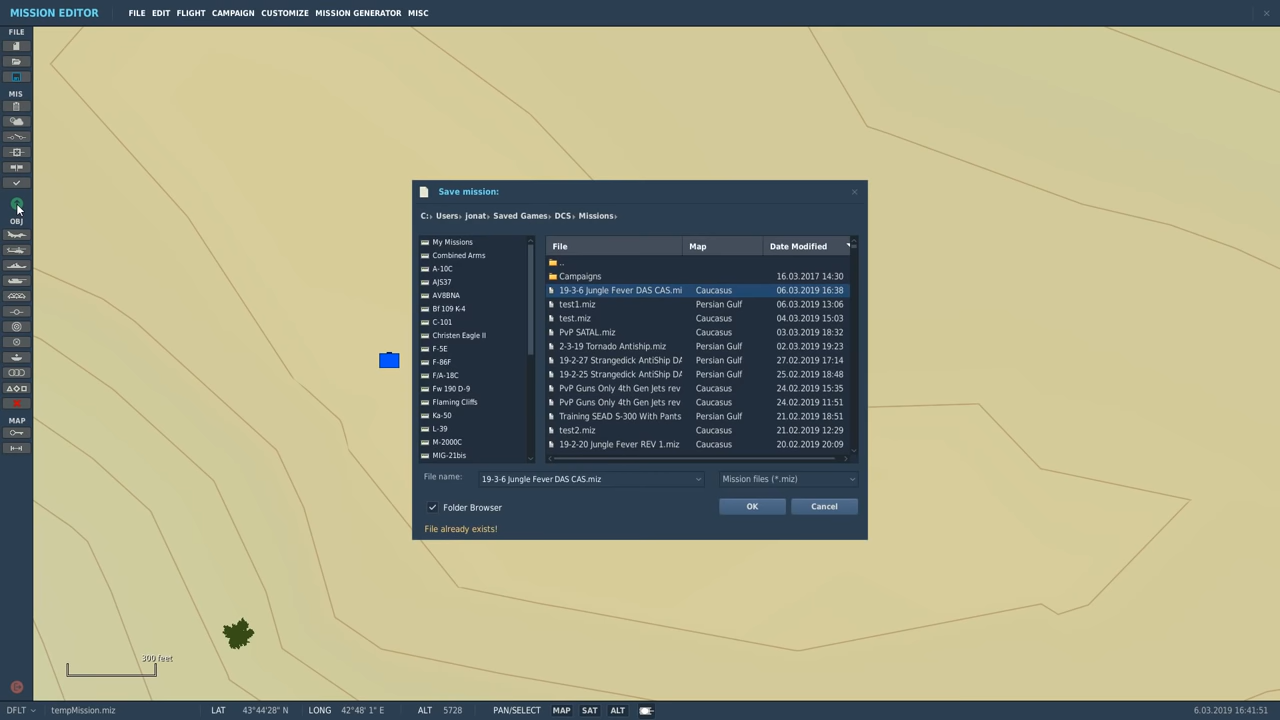 MISSION EDITOR FILE EDIT FLIGHT CAMPAIGN CUSTOMIZE MISSION GENERATOR MISC
FILE
MIS
OBJ
MAP
Save mission:
C: Users jonat Saved Games DCS Missions
My Missions
Combined Arms
A-10C
AJS37
AV8BNA
Bf 109 K-4
C-101
Christen Eagle II
F-5E
F-86F
F/A-18C
Fw 190 D-9
Flaming Cliffs
Ka-50
L-39
M-2000C
MIG-21bis
File Map Date Modified
..
Campaigns 16.03.2017 14:30
19-3-6 Jungle Fever DAS CAS.mi Caucasus 06.03.2019 16:38
test1.miz Persian Gulf 06.03.2019 13:06
test.miz Caucasus 04.03.2019 15:03
PvP SATAL.miz Caucasus 03.03.2019 18:32
2-3-19 Tornado Antiship.miz Persian Gulf 02.03.2019 19:23
19-2-27 Strangedick AntiShip DA Persian Gulf 27.02.2019 17:14
19-2-25 Strangedick AntiShip DA Persian Gulf 25.02.2019 18:48
PvP Guns Only 4th Gen Jets rev Caucasus 24.02.2019 15:35
PvP Guns Only 4th Gen Jets rev Caucasus 24.02.2019 11:51
Training SEAD S-300 With Pants Persian Gulf 21.02.2019 18:51
test2.miz Caucasus 21.02.2019 12:29
19-2-20 Jungle Fever REV 1.miz Caucasus 20.02.2019 20:09
File name: 19-3-6 Jungle Fever DAS CAS.miz Mission files (*.miz)
Folder Browser OK Cancel
File already exists!
300 feet
DFLT tempMission.miz LAT 43°44'28" N LONG 42°48' 1" E ALT 5728 PAN/SELECT MAP SAT ALT 6.03.2019 16:41:51